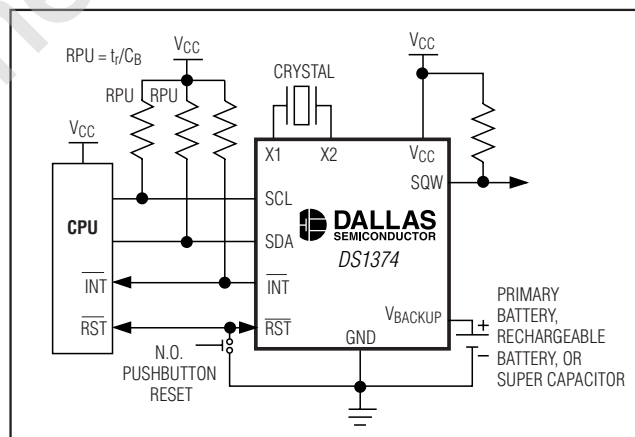 RPU = tr/CB
VCC
CRYSTAL
VCC
RPU RPU
VCC
X1 X2 VCC
SQW
CPU
SCL
DALLAS
SEMICONDUCTOR
SDA
DS1374
INT INT
VBACKUP
PRIMARY
BATTERY,
RECHARGEABLE
BATTERY, OR
SUPER CAPACITOR
+
−
RST RST
GND
N.O.
PUSHBUTTON
RESET